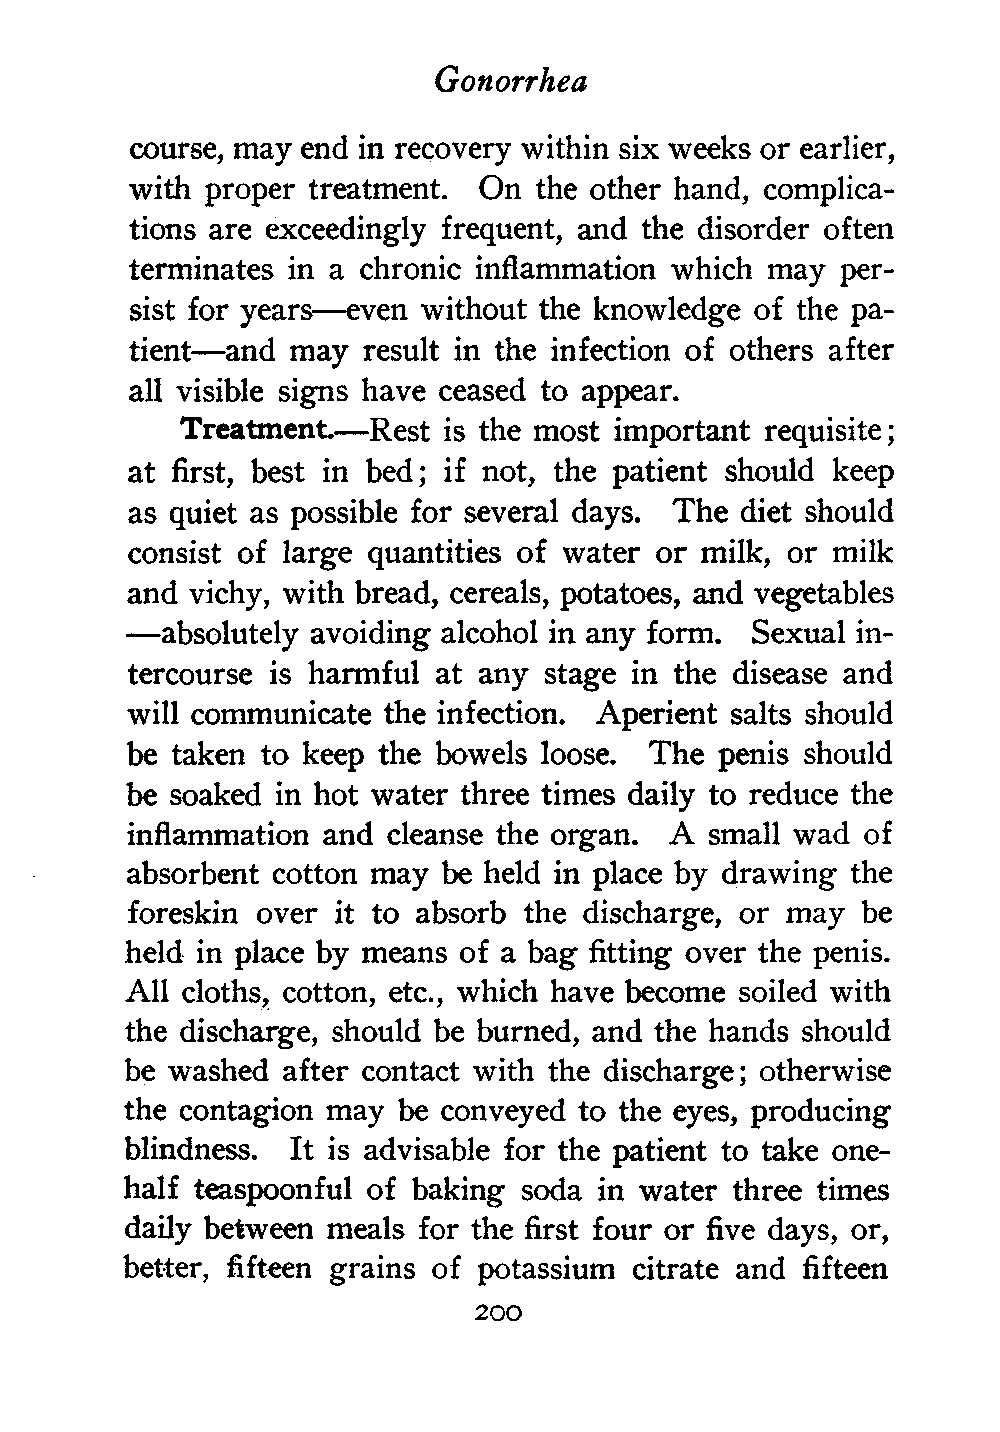 Gonorrhea
course, may end in recovery within six weeks or earlier,
with proper treatment. On the other hand, complica-
tions are exceedingly frequent, and the disorder often
terminates in a chronic inflammation which may per-
sist for years—even without the knowledge of the pa-
tient—and may result in the infection of others after
all visible signs have ceased to appear.
Treatment.—Rest is the most important requisite;
at first, best in bed; if not, the patient should keep
as quiet as possible for several days. The diet should
consist of large quantities of water or milk, or milk
and vichy, with bread, cereals, potatoes, and vegetables
—absolutely avoiding alcohol in any form. Sexual in-
tercourse is harmful at any stage in the disease and
will communicate the infection. Aperient salts should
be taken to keep the bowels loose. The penis should
be soaked in hot water three times daily to reduce the
inflammation and cleanse the organ. A small wad of
absorbent cotton may be held in place by drawing the
foreskin over it to absorb the discharge, or may be
held in place by means of a bag fitting over the penis.
All cloths, cotton, etc., which have become soiled with
the discharge, should be burned, and the hands should
be washed after contact with the discharge; otherwise
the contagion may be conveyed to the eyes, producing
blindness. It is advisable for the patient to take one-
half teaspoonful of baking soda in water three times
daily between meals for the first four or five days, or,
better, fifteen grains of potassium citrate and fifteen
200